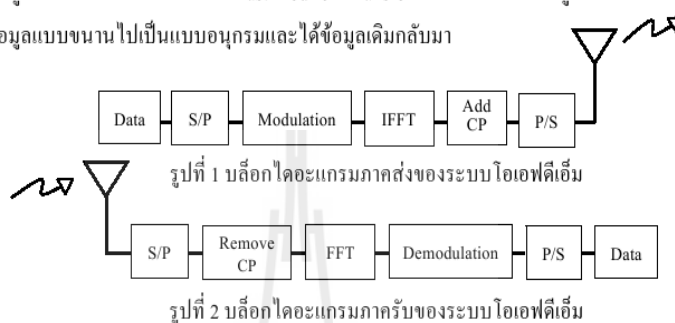 อมูลแบบขนานไปเป็นแบบอนุกรมและได้ข้อมูลเดิมกลับมา
Data S/P Modulation IFFT Add CP P/S
รูปที่ 1 บล็อกไดอะแกรมภาคส่งของระบบโอเอฟดีเอ็ม
S/P Remove CP FFT Demodulation P/S Data
รูปที่ 2 บล็อกไดอะแกรมภาครับของระบบโอเอฟดีเอ็ม